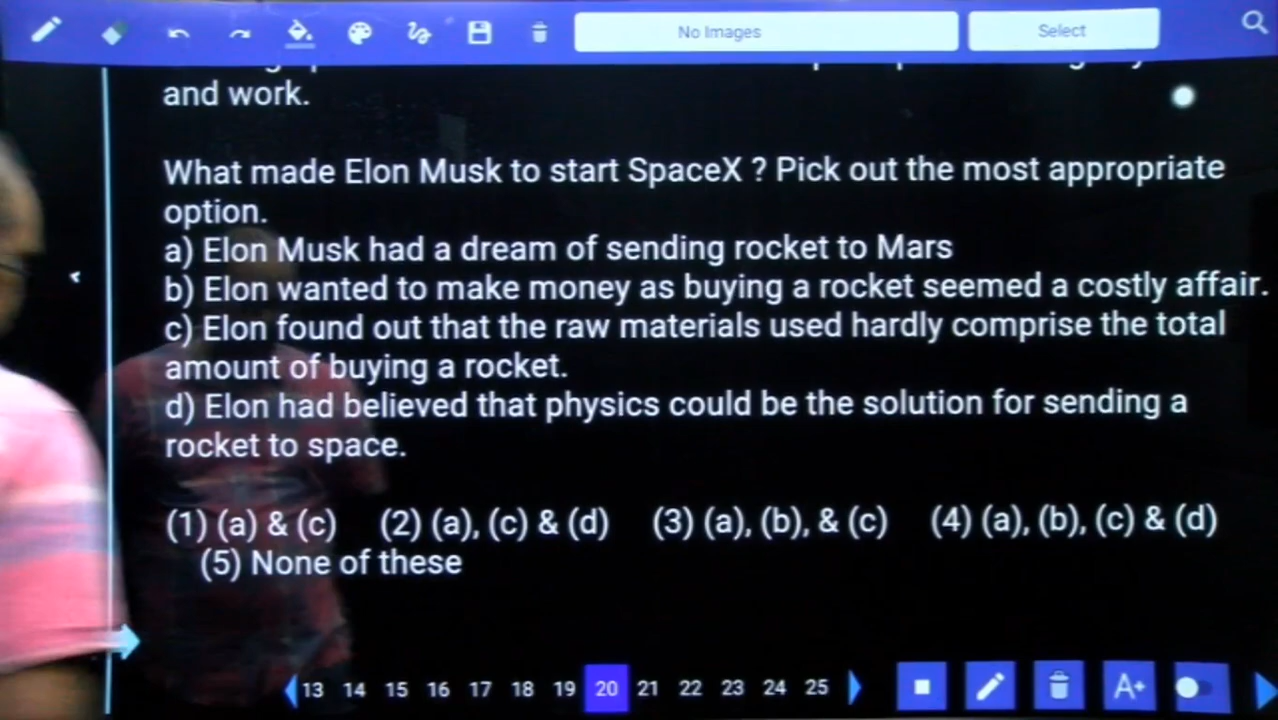 No Images
Select
and work.
What made Elon Musk to start SpaceX ? Pick out the most appropriate
option.
a) Elon Musk had a dream of sending rocket to Mars
b) Elon wanted to make money as buying a rocket seemed a costly affair.
c) Elon found out that the raw materials used hardly comprise the total
amount of buying a rocket.
d) Elon had believed that physics could be the solution for sending a
rocket to space.
(1) (a) & (c) (2) (a), (c) & (d) (3) (a), (b), & (c) (4) (a), (b), (c) & (d)
(5) None of these
13 14 15 16 17 18 19 20 21 22 23 24 25
A+